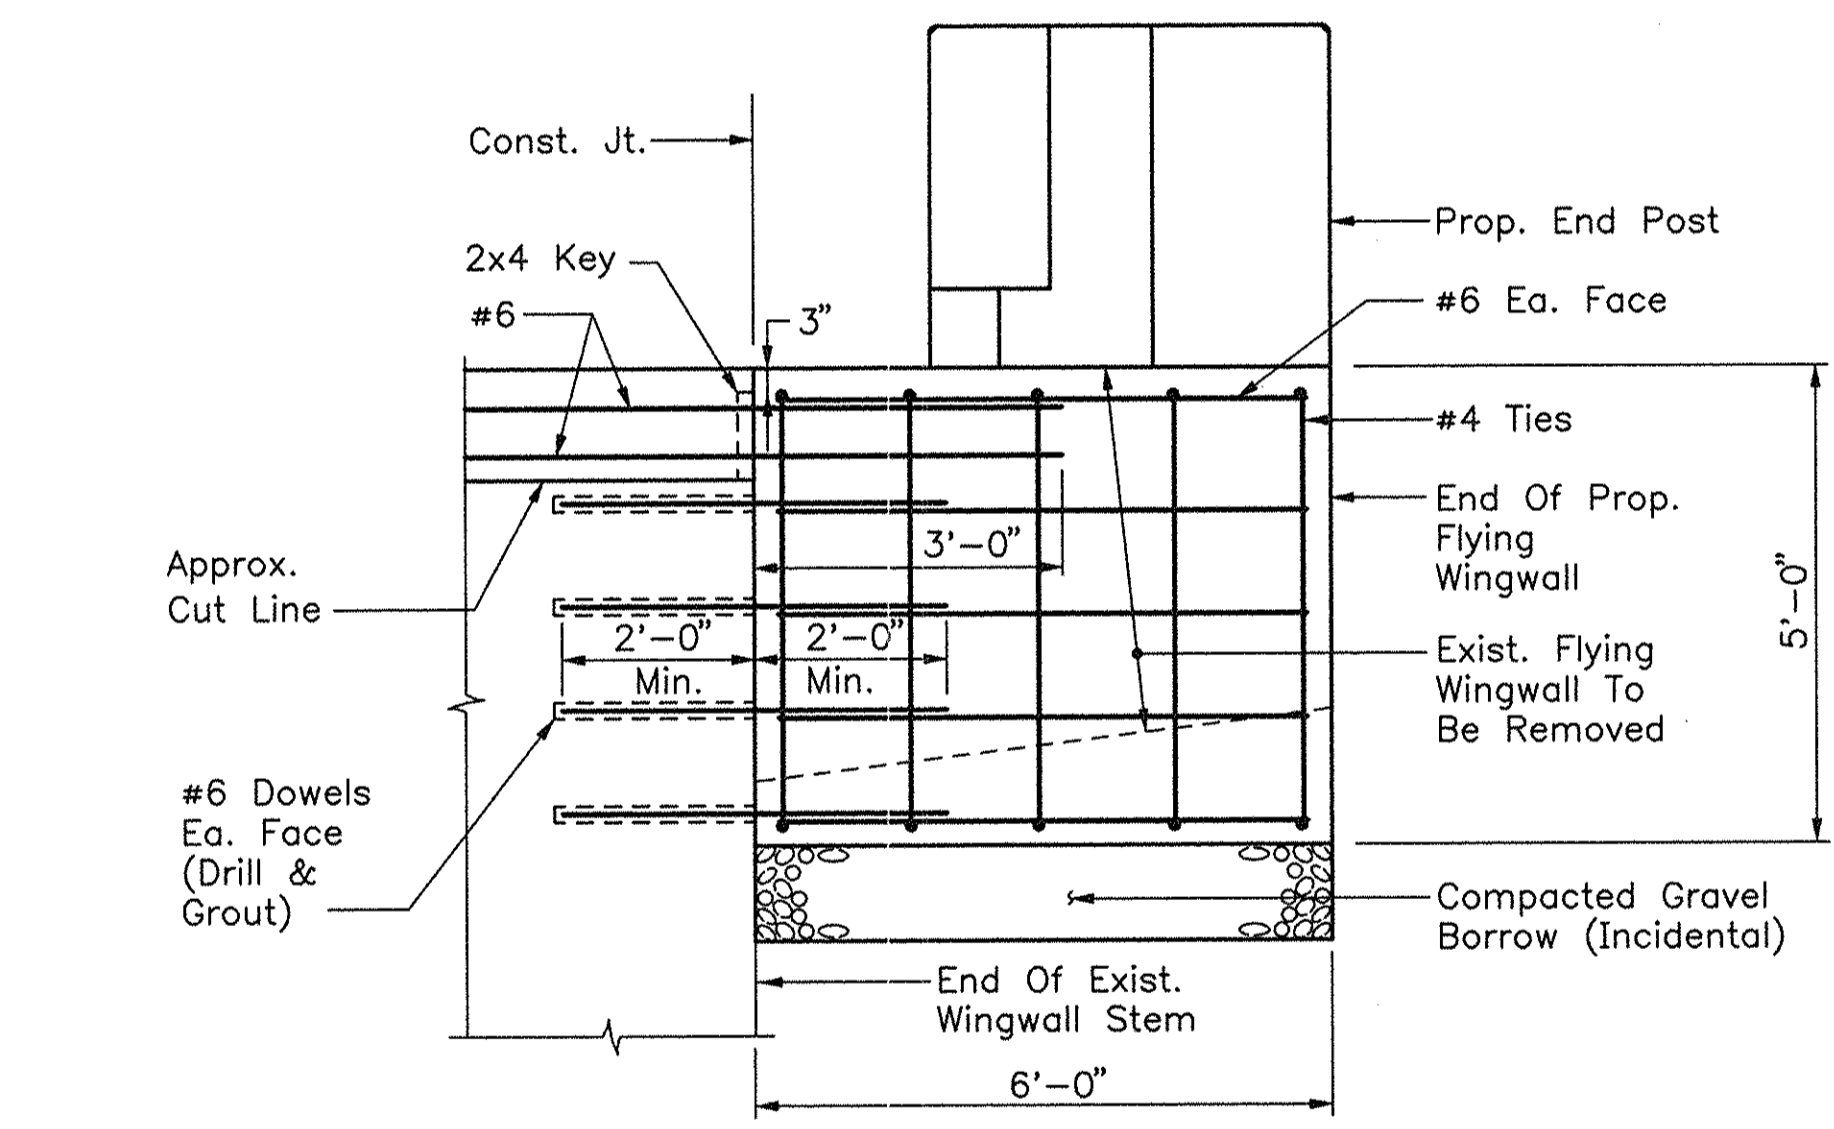 Const. Jt.
2x4 Key
#6
3"
Prop. End Post
#6 Ea. Face
#4 Ties
End Of Prop.
Flying
Wingwall
3'-0"
5'-0"
Approx.
Cut Line
2'-0"
Min.
2'-0"
Min.
Exist. Flying
Wingwall To
Be Removed
#6 Dowels
Ea. Face
(Drill &
Grout)
Compacted Gravel
Borrow (Incidental)
End Of Exist.
Wingwall Stem
6'-0"